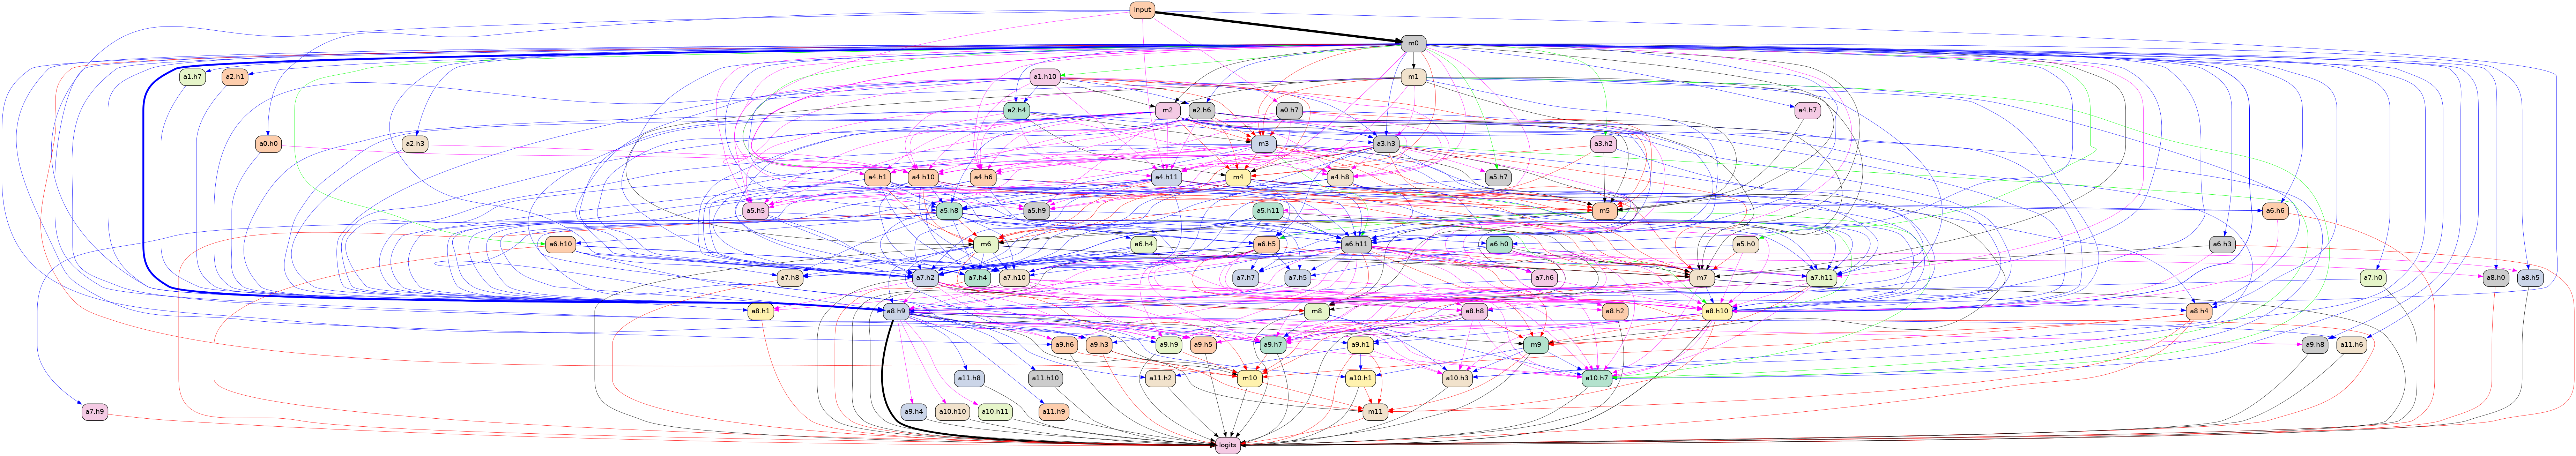 input
m0
a1.h7 a2.h1 a1.h10 m1
a2.h4 m2 a2.h6 a0.h7 a4.h7
a0.h0 a2.h3 m3 a3.h3 a3.h2
a4.h1 a4.h10 a4.h6 a4.h11 m4 a4.h8 a5.h7
a5.h5 a5.h8 a5.h9 a5.h11 m5 a6.h6
a6.h10 m6 a6.h4 a6.h5 a6.h11 a6.h0 a5.h0 a6.h3
a7.h8 a7.h2 a7.h4 a7.h10 a7.h7 a7.h5 a7.h6 m7 a7.h11 a7.h0 a8.h0 a8.h5
a8.h1 a8.h9 m8 a8.h8 a8.h2 a8.h10 a8.h4
a9.h6 a9.h3 a9.h9 a9.h5 a9.h7 a9.h1 m9 a9.h8 a11.h6
a11.h8 a11.h10 a11.h2 m10 a10.h1 a10.h3 a10.h7
a7.h9 a9.h4 a10.h10 a10.h11 a11.h9 m11
logits